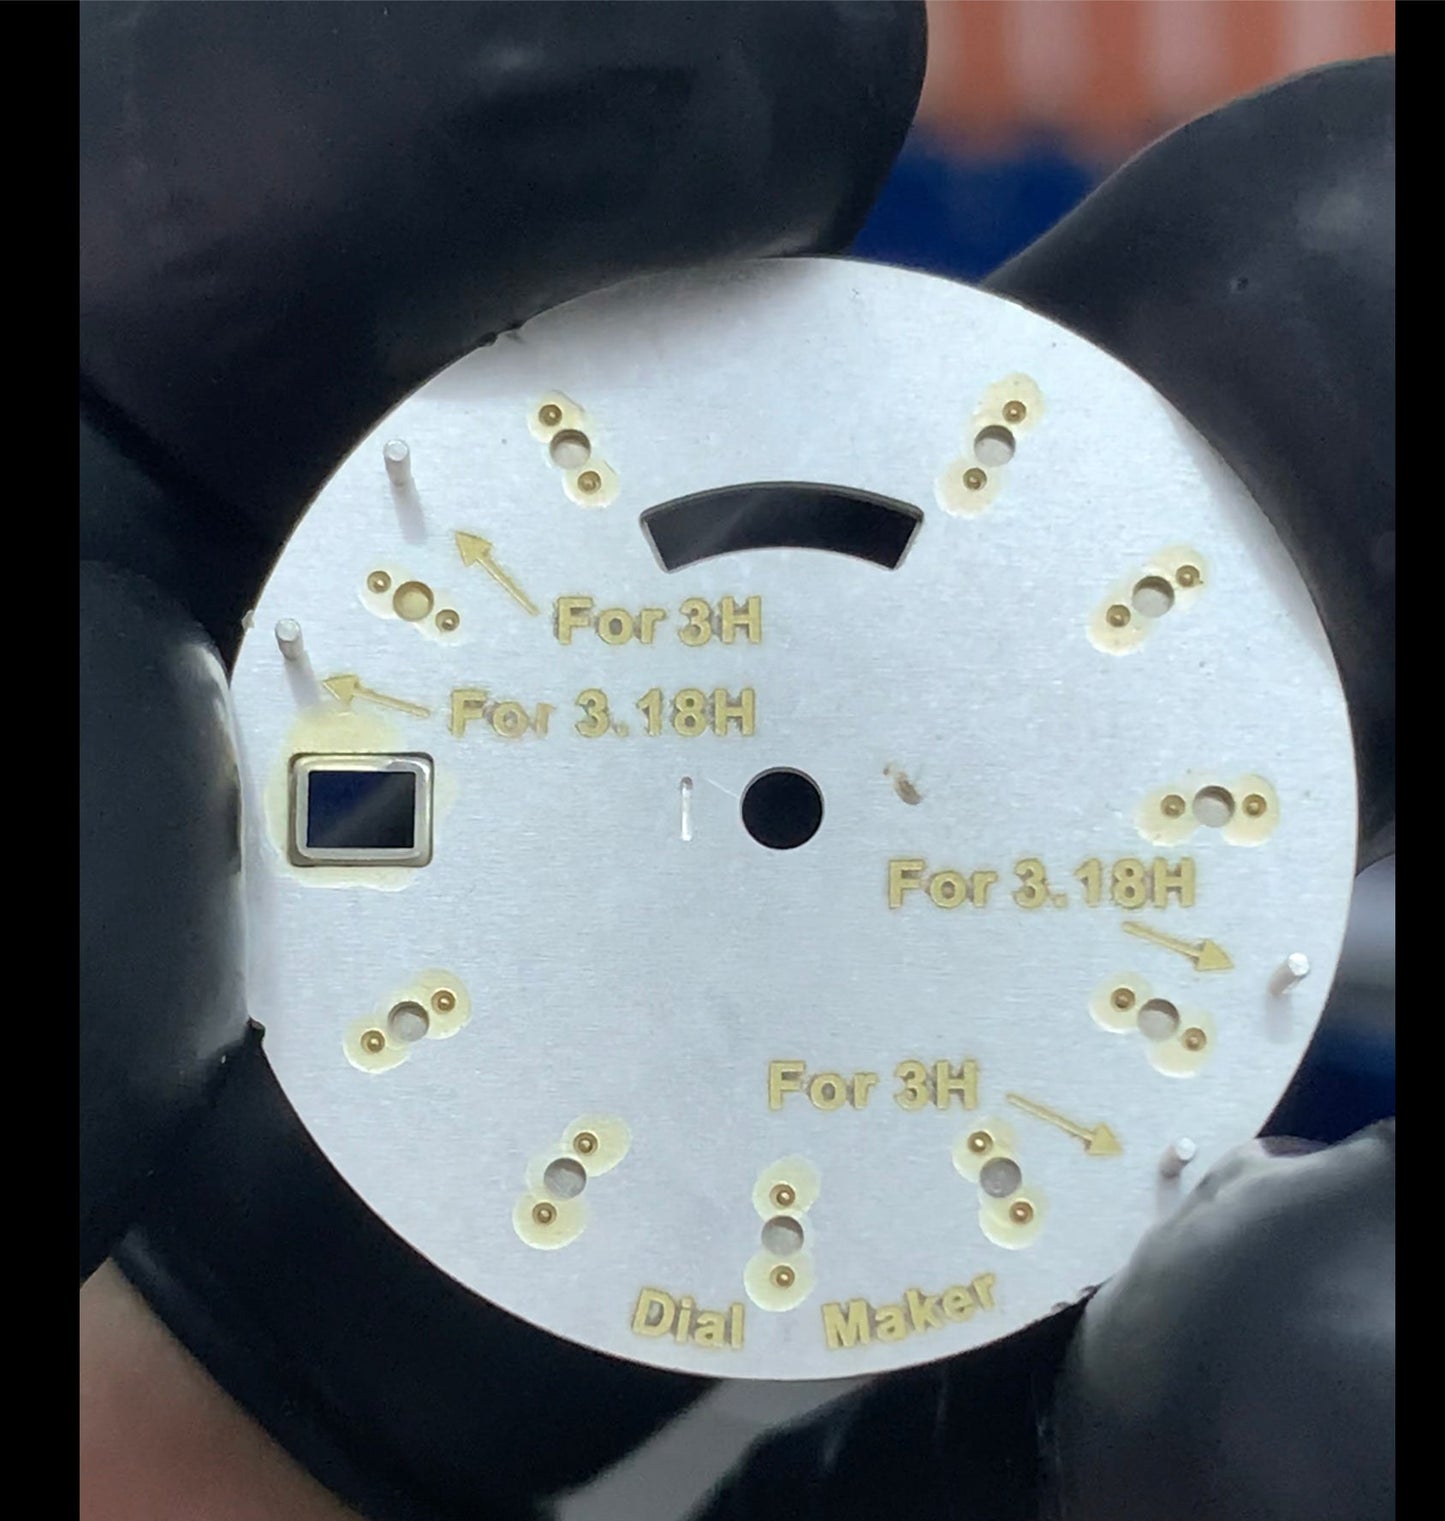 For 3H
For 3.18H
For 3.18H
For 3H
Dial Maker